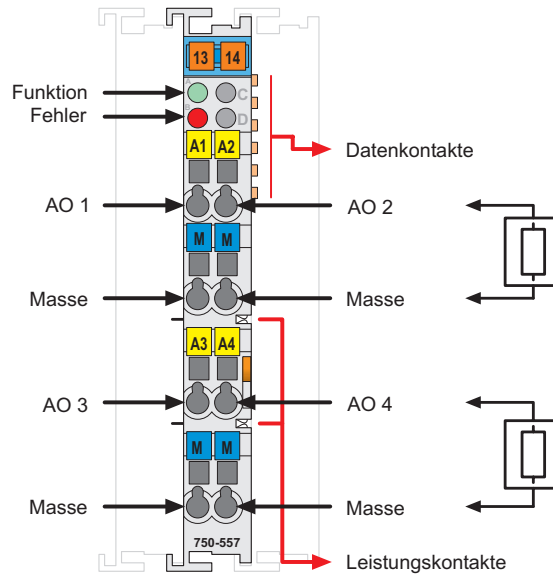 13 14
A C
Funktion
Fehler
B D
A1 A2
Datenkontakte
AO 1 AO 2
M M
Masse Masse
A3 A4
AO 3 AO 4
M M
Masse Masse
750-557
Leistungskontakte